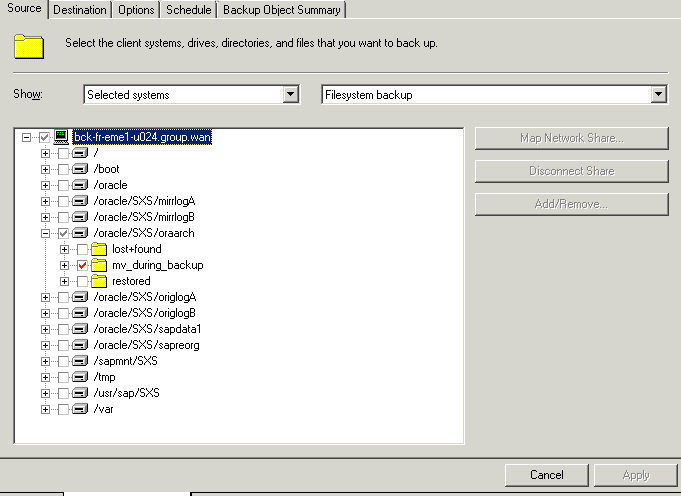 Source Destination Options Schedule Backup Object Summary
Select the client systems, drives, directories, and files that you want to back up.
Show: Selected systems Filesystem backup
bck-fr-eme1-u024.group.wan
/
/boot
/oracle
/oracle/SXS/mirrlogA
/oracle/SXS/mirrlogB
/oracle/SXS/oraarch
lost+found
mv_during_backup
restored
/oracle/SXS/origlogA
/oracle/SXS/origlogB
/oracle/SXS/sapdata1
/oracle/SXS/sapreorg
/sapmnt/SXS
/tmp
/usr/sap/SXS
/var
Map Network Share...
Disconnect Share
Add/Remove...
Cancel Apply